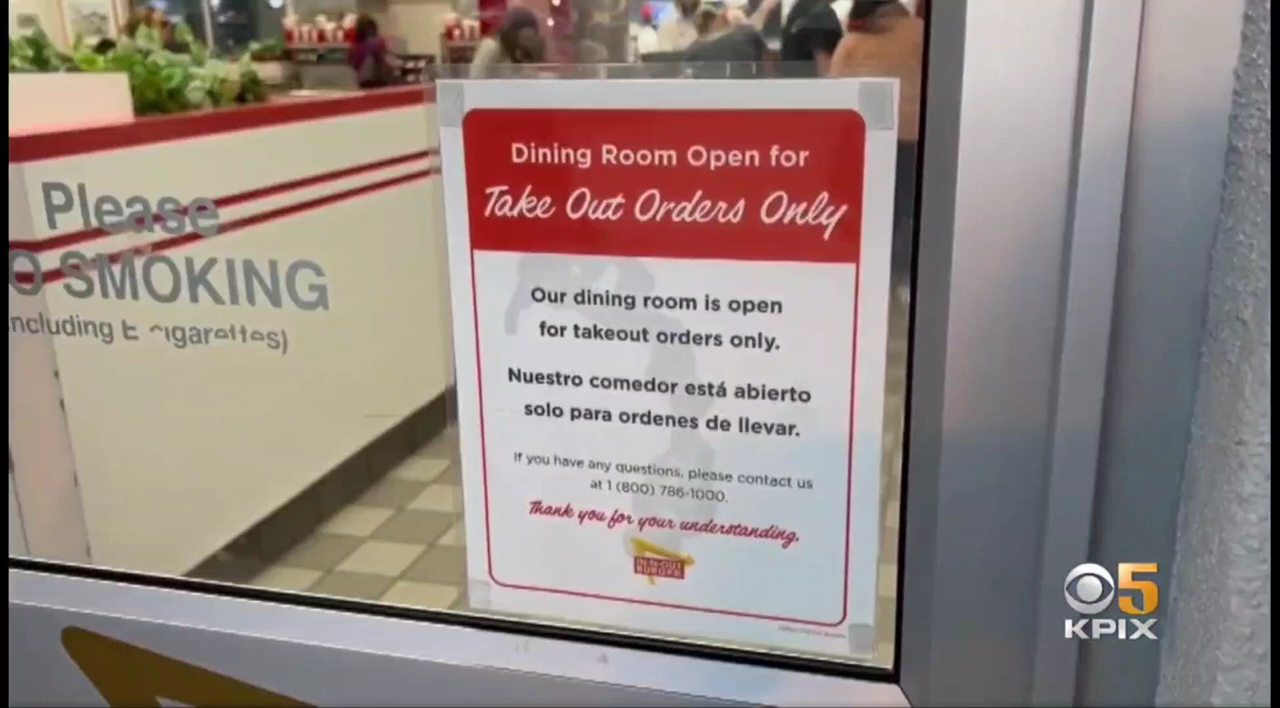 Please
SMOKING
Dining Room Open for
Take Out Orders Only
Our dining room is open
for takeout orders only.
Nuestro comedor está abierto
solo para ordenes de llevar.
If you have any questions, please contact us
at 1 (800) 786-1000.
Thank you for your understanding.
IN-N-OUT
BURGER
5
KPIX